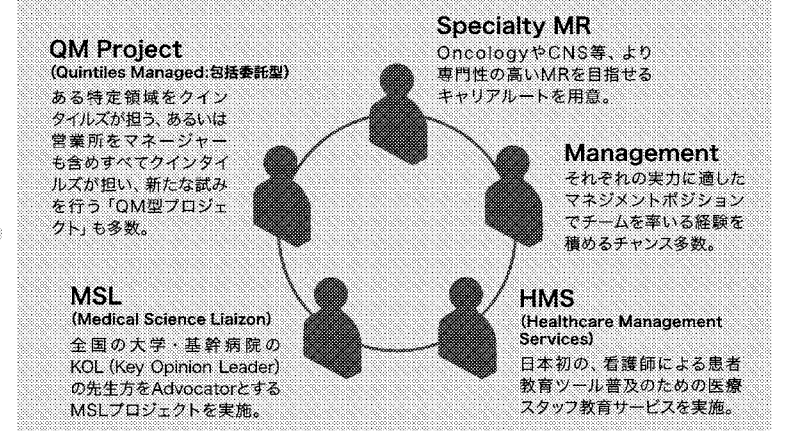 Specialty MR
OncologyやCNS等、より
専門性の高いMRを目指せる
キャリアルートを用意。
QM Project
(Quintiles Managed:包括委託型)
ある特定領域をクイン
タイルズが担う、あるいは
営業所をマネージャー
も含めすべてクインタイ
ルズが担い、新たな試み
を行う「QM型プロジェ
クト」も多数。
Management
それぞれの実力に適した
マネジメントポジション
でチームを率いる経験を
積めるチャンス多数。
MSL
(Medical Science Liaizon)
全国の大学・基幹病院の
KOL(Key Opinion Leader)
の先生方をAdvocatorとする
MSLプロジェクトを実施。
HMS
(Healthcare Management
Services)
日本初の、看護師による患者
教育ツール普及のための医療
スタッフ教育サービスを実施。